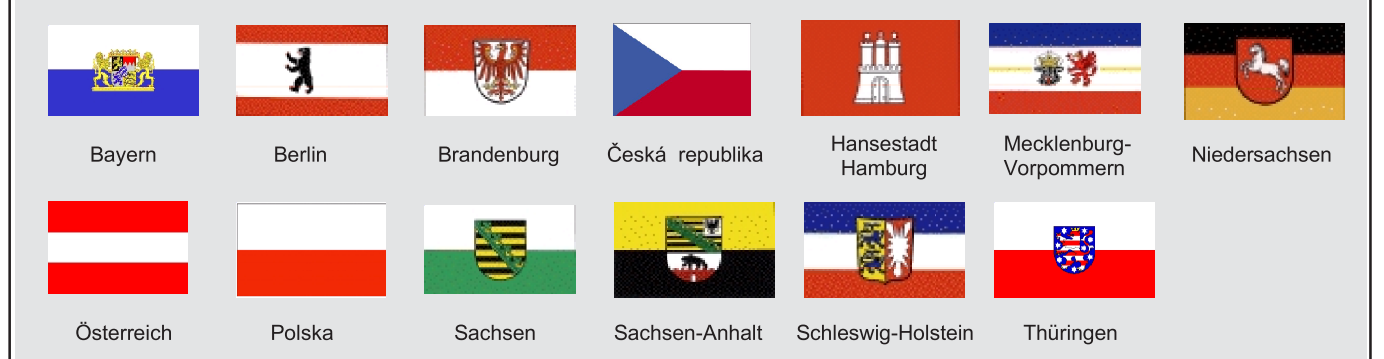 Bayern
Berlin
Brandenburg
Česká republika
Hansestadt
Hamburg
Mecklenburg-
Vorpommern
Niedersachsen
Österreich
Polska
Sachsen
Sachsen-Anhalt
Schleswig-Holstein
Thüringen